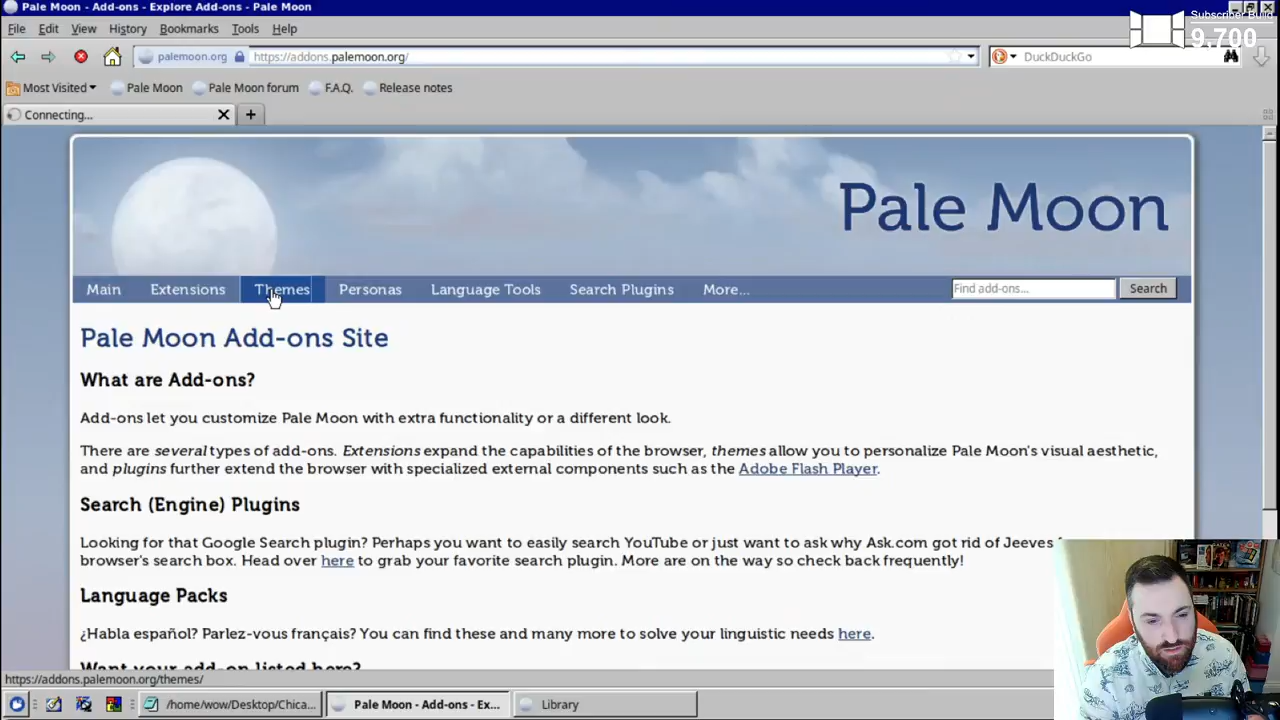 Pale Moon - Add-ons - Explore Add-ons - Pale Moon
Subscriber Build
9,700
File Edit View History Bookmarks Tools Help
palemoon.org https://addons.palemoon.org/ DuckDuckGo
Most Visited Pale Moon Pale Moon forum F.A.Q. Release notes
Connecting...
Pale Moon
Main Extensions Themes Personas Language Tools Search Plugins More... Find add-ons... Search
Pale Moon Add-ons Site
What are Add-ons?
Add-ons let you customize Pale Moon with extra functionality or a different look.
There are several types of add-ons. Extensions expand the capabilities of the browser, themes allow you to personalize Pale Moon's visual aesthetic,
and plugins further extend the browser with specialized external components such as the Adobe Flash Player.
Search (Engine) Plugins
Looking for that Google Search plugin? Perhaps you want to easily search YouTube or just want to ask why Ask.com got rid of Jeeves
browser's search box. Head over here to grab your favorite search plugin. More are on the way so check back frequently!
Language Packs
¿Habla español? Parlez-vous français? You can find these and many more to solve your linguistic needs here.
Want your add-on listed here?
https://addons.palemoon.org/themes/
/home/wow/Desktop/Chica... Pale Moon - Add-ons - Ex... Library